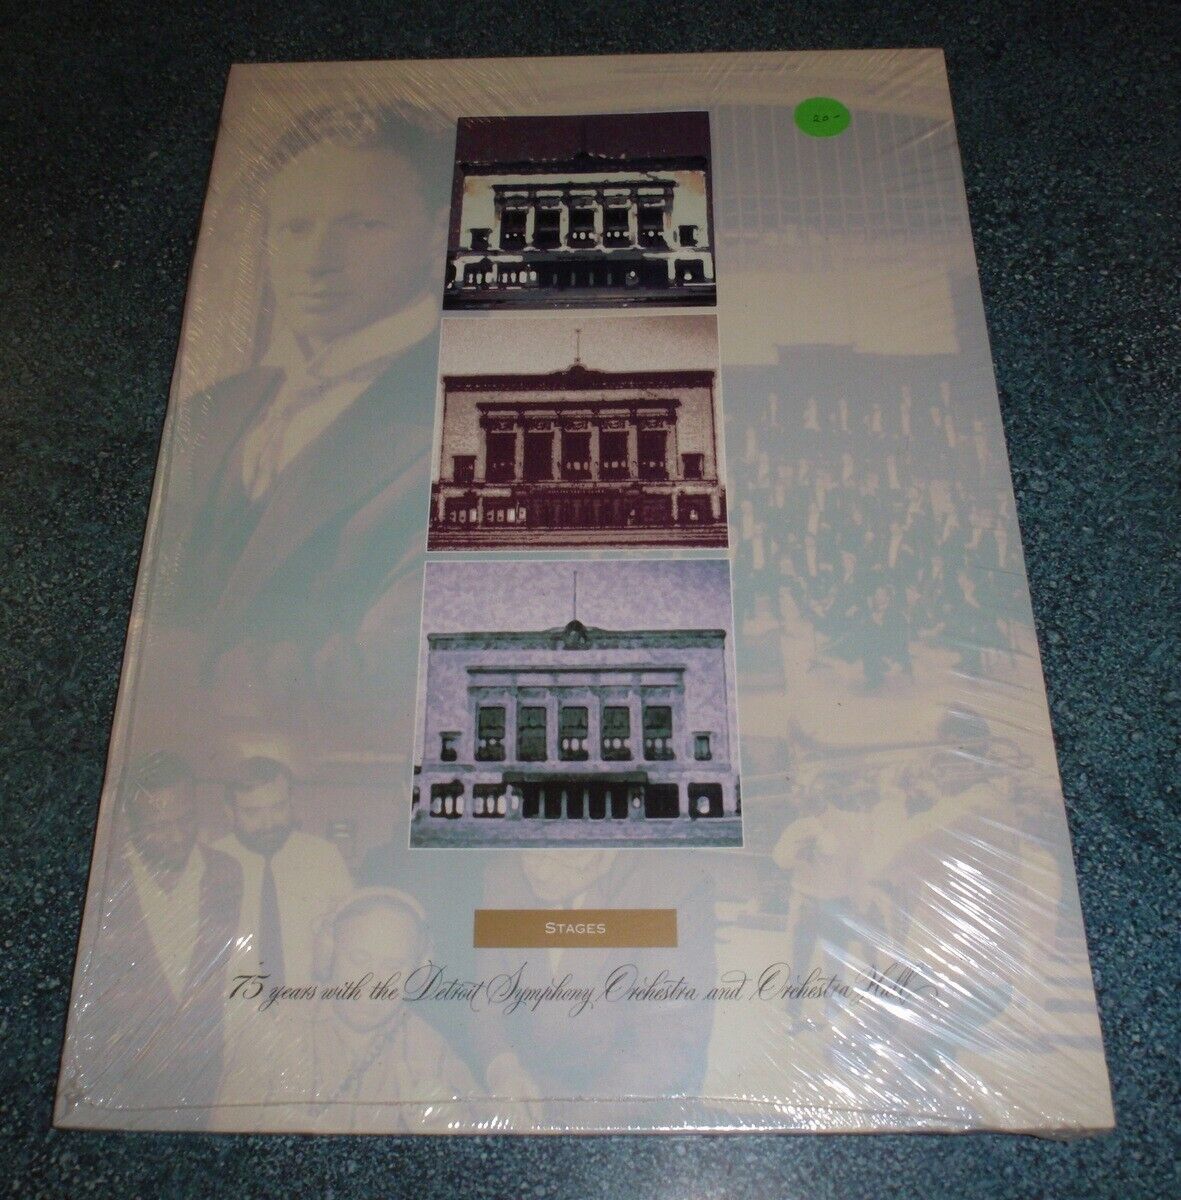 20-
STAGES
75 years with the Detroit Symphony Orchestra and Orchestra Hall